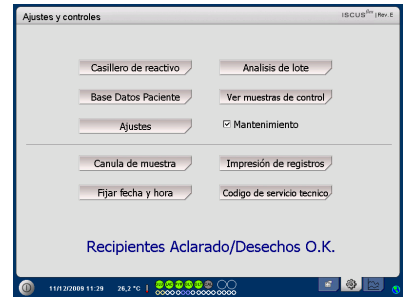 Ajustes y controles
ISCUSflex | Rev. E
Casillero de reactivo
Analisis de lote
Base Datos Paciente
Ver muestras de control
Ajustes
Mantenimiento
Canula de muestra
Impresión de registros
Fijar fecha y hora
Codigo de servicio tecnico
Recipientes Aclarado/Desechos O.K.
11/12/2009 11:29
26,2 °C